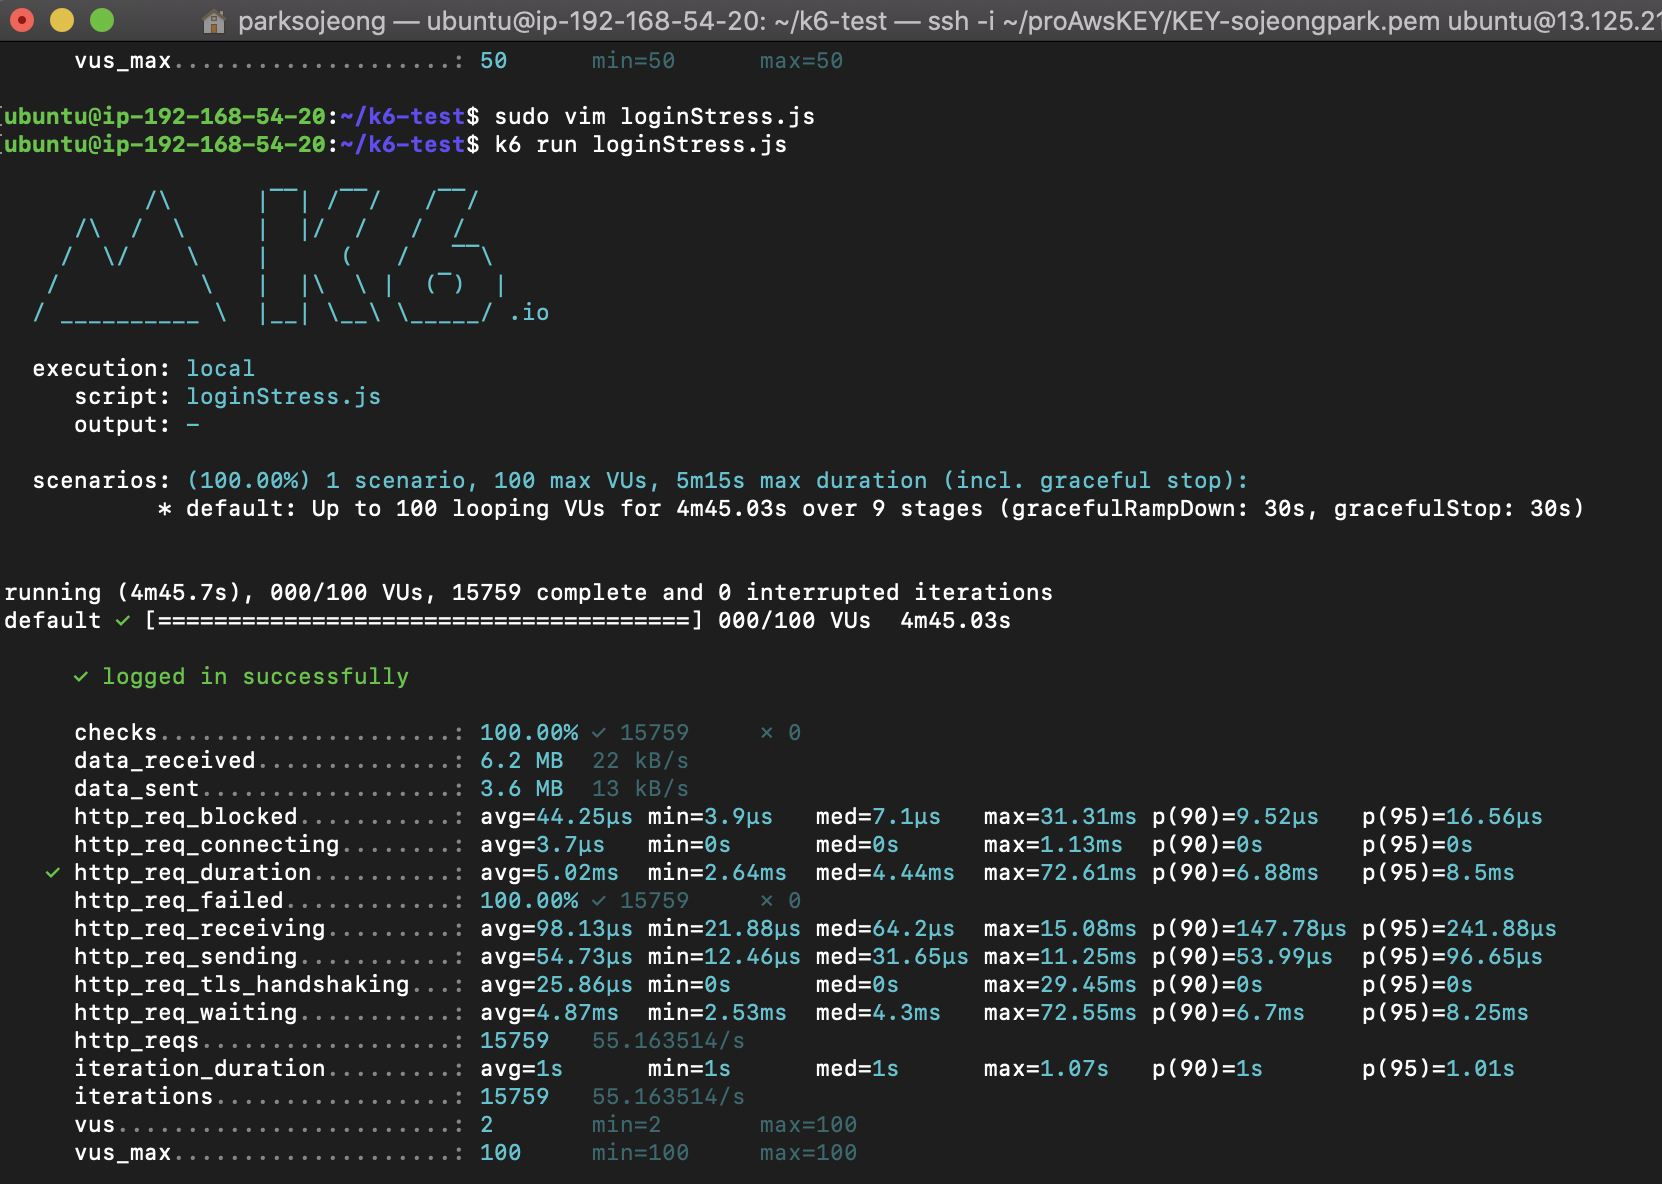 parksojeong — ubuntu@ip-192-168-54-20: ~/k6-test — ssh -i ~/proAwsKEY/KEY-sojeongpark.pem ubuntu@13.125.21
vus_max....................: 50      min=50      max=50
ubuntu@ip-192-168-54-20:~/k6-test$ sudo vim loginStress.js
ubuntu@ip-192-168-54-20:~/k6-test$ k6 run loginStress.js
.io
execution: local
script: loginStress.js
output: -
scenarios: (100.00%) 1 scenario, 100 max VUs, 5m15s max duration (incl. graceful stop):
* default: Up to 100 looping VUs for 4m45.03s over 9 stages (gracefulRampDown: 30s, gracefulStop: 30s)
running (4m45.7s), 000/100 VUs, 15759 complete and 0 interrupted iterations
default ✓ [======================================] 000/100 VUs  4m45.03s
✓ logged in successfully
checks.....................: 100.00% ✓ 15759     ✗ 0
data_received..............: 6.2 MB  22 kB/s
data_sent..................: 3.6 MB  13 kB/s
http_req_blocked...........: avg=44.25µs min=3.9µs   med=7.1µs   max=31.31ms p(90)=9.52µs   p(95)=16.56µs
http_req_connecting........: avg=3.7µs   min=0s      med=0s      max=1.13ms  p(90)=0s       p(95)=0s
✓ http_req_duration..........: avg=5.02ms  min=2.64ms  med=4.44ms  max=72.61ms p(90)=6.88ms   p(95)=8.5ms
http_req_failed............: 100.00% ✓ 15759     ✗ 0
http_req_receiving.........: avg=98.13µs min=21.88µs med=64.2µs  max=15.08ms p(90)=147.78µs p(95)=241.88µs
http_req_sending...........: avg=54.73µs min=12.46µs med=31.65µs max=11.25ms p(90)=53.99µs  p(95)=96.65µs
http_req_tls_handshaking...: avg=25.86µs min=0s      med=0s      max=29.45ms p(90)=0s       p(95)=0s
http_req_waiting...........: avg=4.87ms  min=2.53ms  med=4.3ms   max=72.55ms p(90)=6.7ms    p(95)=8.25ms
http_reqs..................: 15759   55.163514/s
iteration_duration.........: avg=1s      min=1s      med=1s      max=1.07s   p(90)=1s       p(95)=1.01s
iterations.................: 15759   55.163514/s
vus........................: 2       min=2       max=100
vus_max....................: 100     min=100     max=100